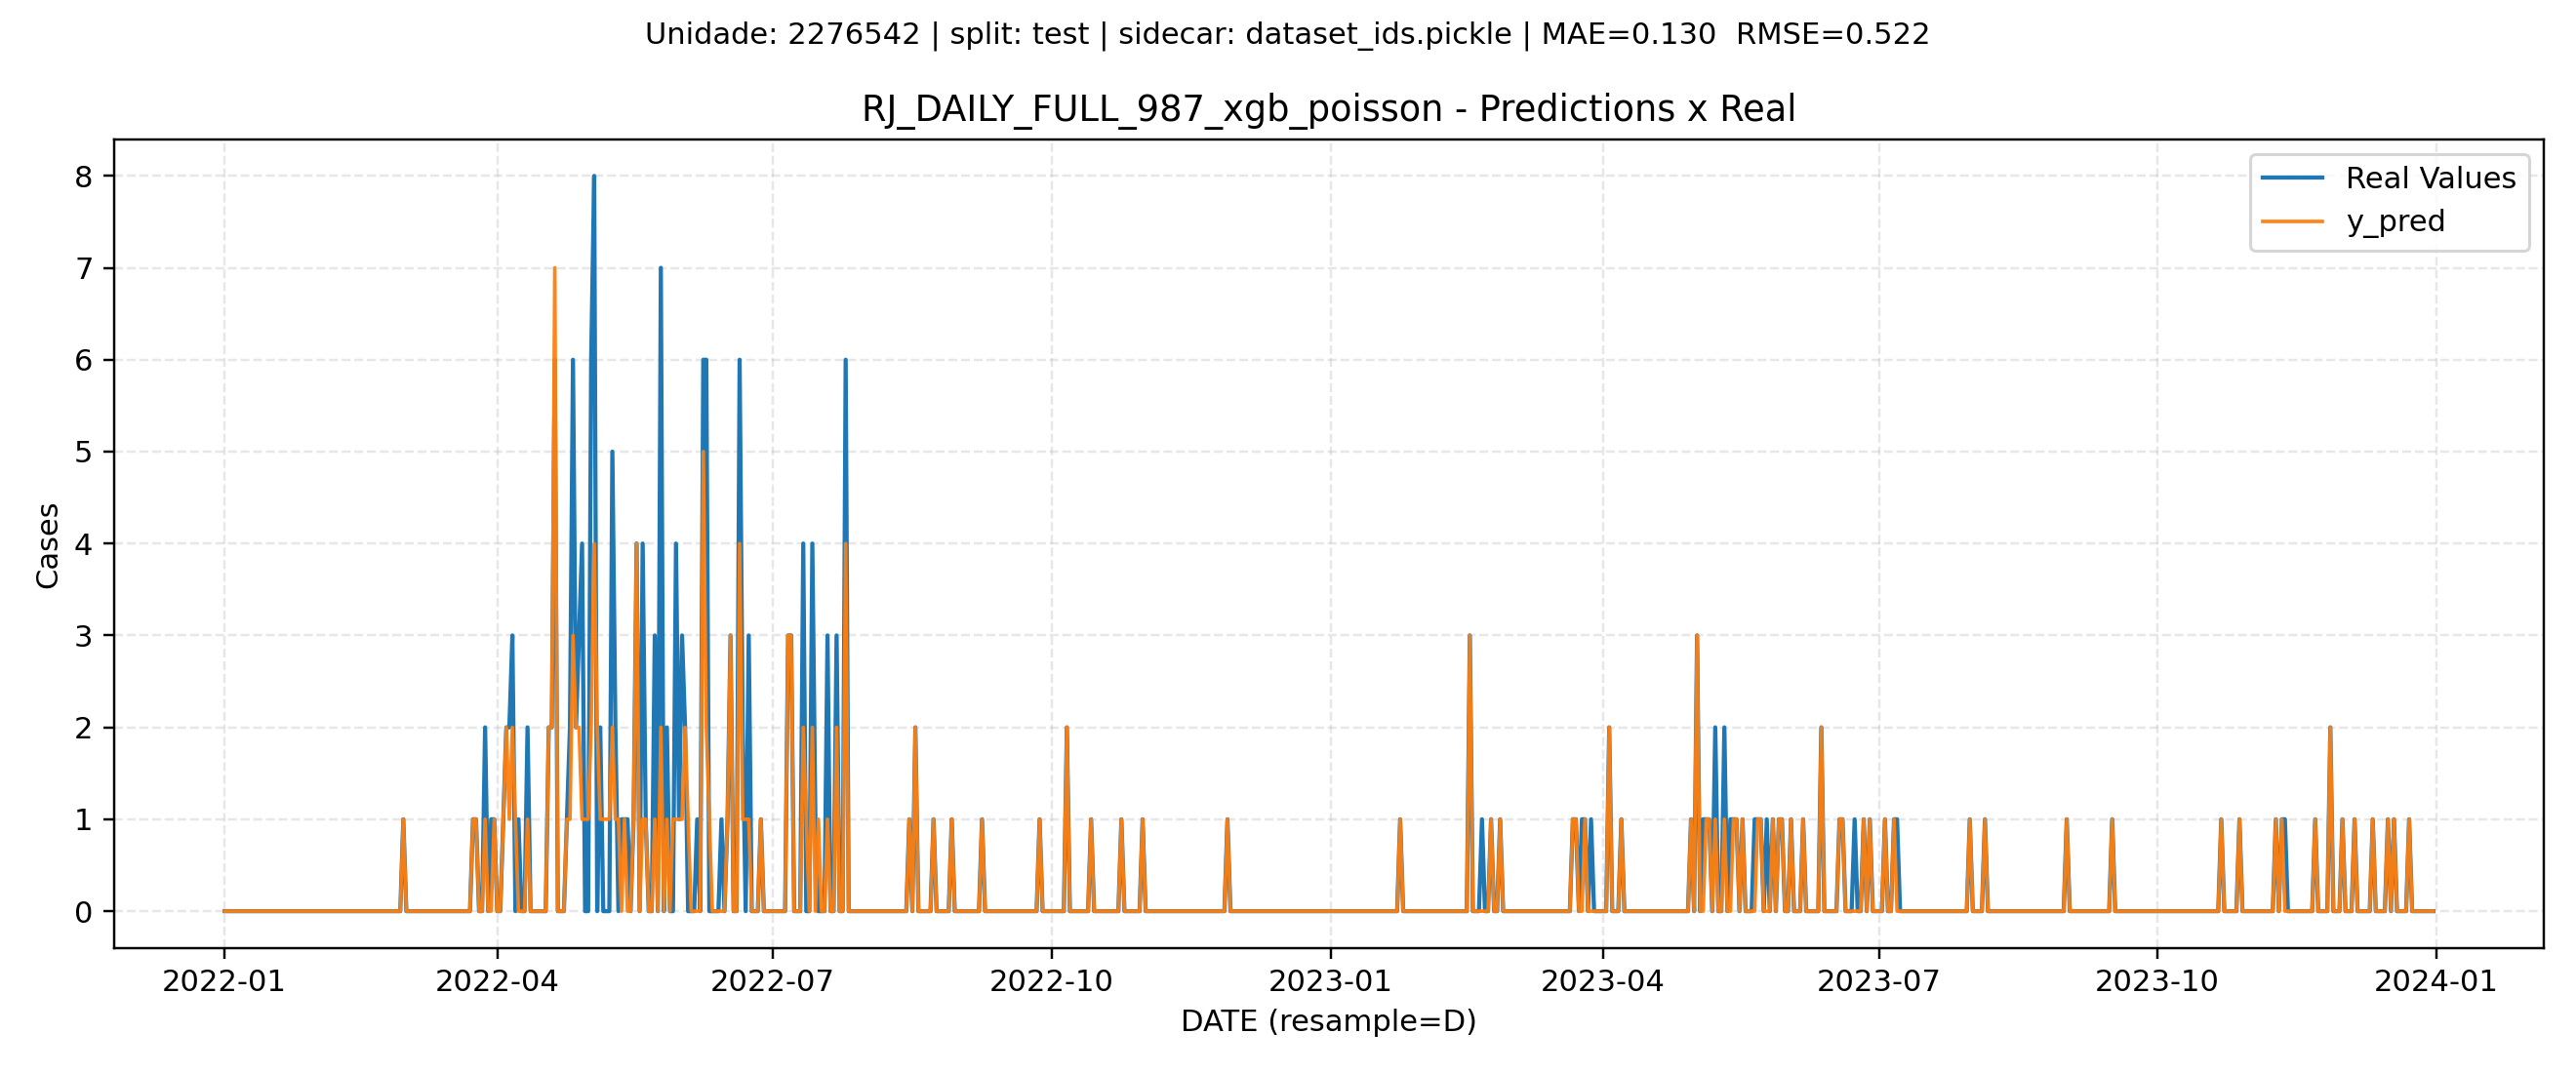 Unidade: 2276542 | split: test | sidecar: dataset_ids.pickle | MAE=0.130  RMSE=0.522
RJ_DAILY_FULL_987_xgb_poisson - Predictions x Real
Real Values
y_pred
8
7
6
5
4
3
2
1
0
Cases
2022-01 2022-04 2022-07 2022-10 2023-01 2023-04 2023-07 2023-10 2024-01
DATE (resample=D)